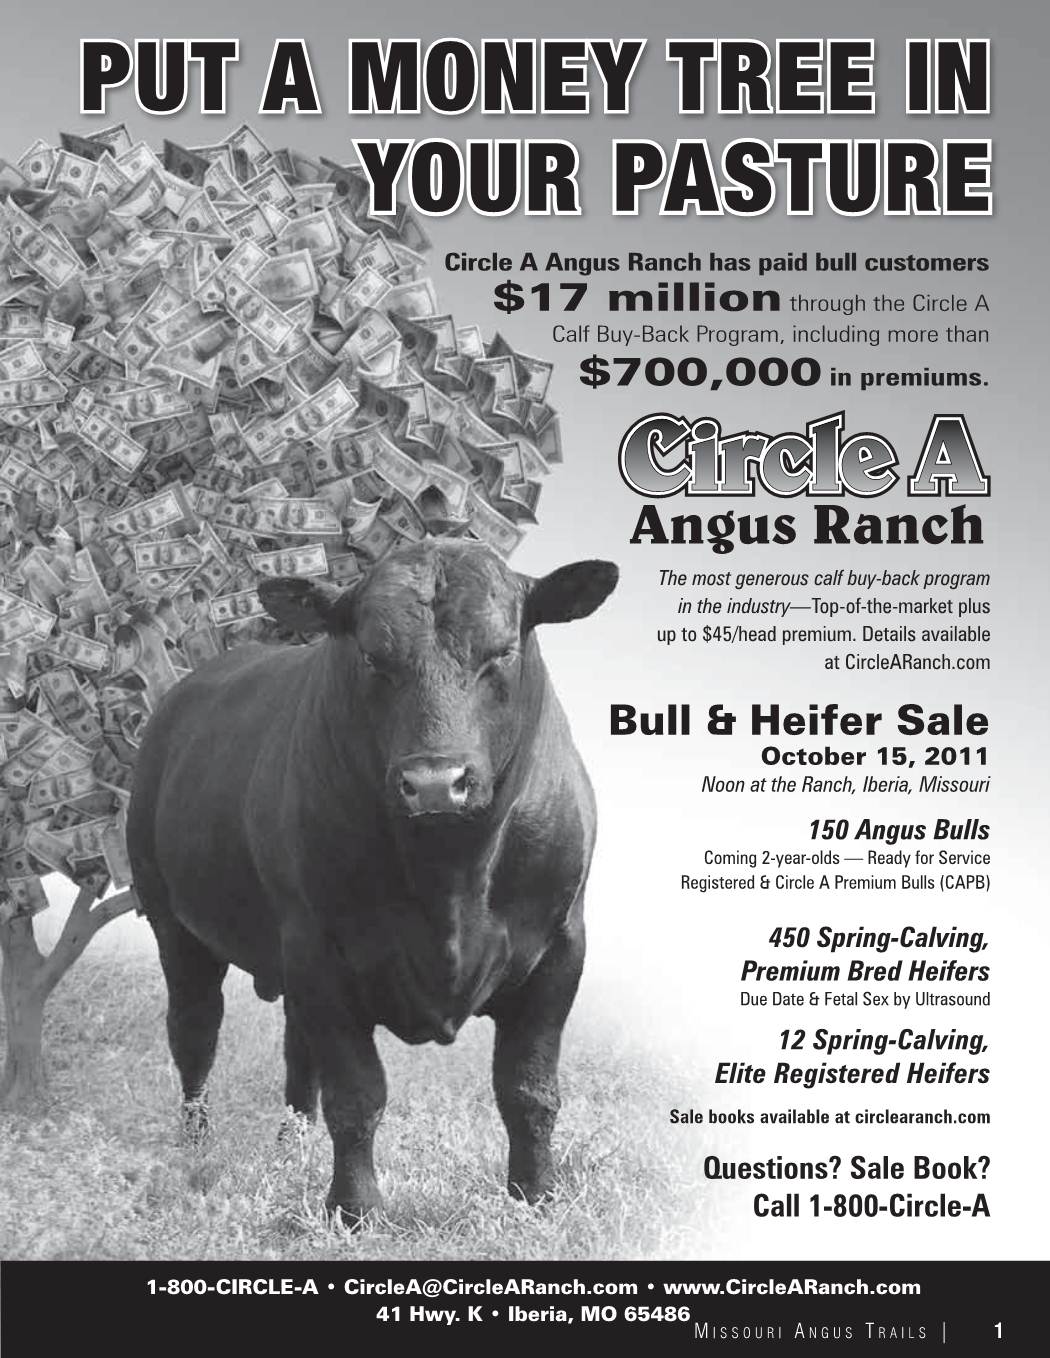 PUT A MONEY TREE IN
YOUR PASTURE
Circle A Angus Ranch has paid bull customers
$17 million through the Circle A
Calf Buy-Back Program, including more than
$700,000 in premiums.
Circle A
Angus Ranch
The most generous calf buy-back program
in the industry—Top-of-the-market plus
up to $45/head premium. Details available
at CircleARanch.com
Bull & Heifer Sale
October 15, 2011
Noon at the Ranch, Iberia, Missouri
150 Angus Bulls
Coming 2-year-olds — Ready for Service
Registered & Circle A Premium Bulls (CAPB)
450 Spring-Calving,
Premium Bred Heifers
Due Date & Fetal Sex by Ultrasound
12 Spring-Calving,
Elite Registered Heifers
Sale books available at circlearanch.com
Questions? Sale Book?
Call 1-800-Circle-A
1-800-CIRCLE-A • CircleA@CircleARanch.com • www.CircleARanch.com
41 Hwy. K • Iberia, MO 65486
MISSOURI ANGUS TRAILS | 1